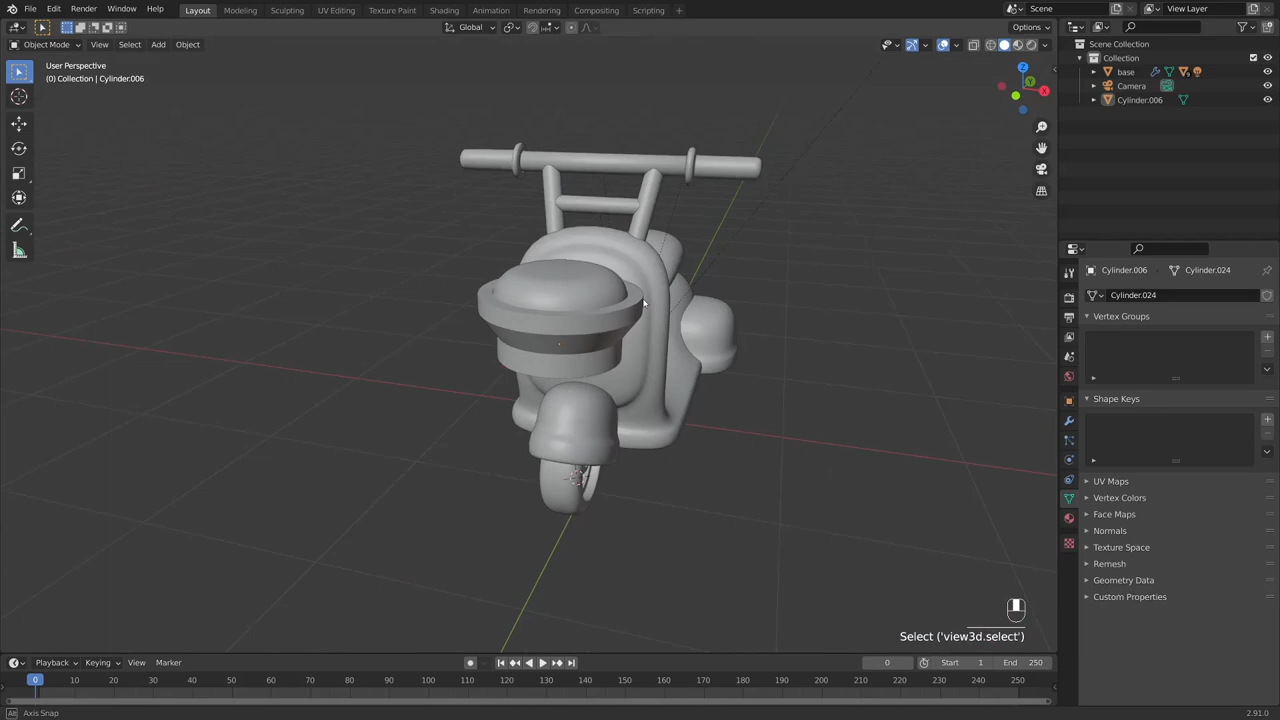 File Edit Render Window Help Layout Modeling Sculpting UV Editing Texture Paint Shading Animation Rendering Compositing Scripting + Scene View Layer
Global Options
Object Mode View Select Add Object
User Perspective
(0) Collection | Cylinder.006
Z
Y
X
Scene Collection
Collection
base
Camera
Cylinder.006
Cylinder.006 Cylinder.024
Cylinder.024
Vertex Groups
Shape Keys
UV Maps
Vertex Colors
Face Maps
Normals
Texture Space
Remesh
Geometry Data
Custom Properties
Select ('view3d.select')
Playback Keying View Marker 0 Start 1 End 250
0 10 20 30 40 50 60 70 80 90 100 110 120 130 140 150 160 170 180 190 200 210 220 230 240 250
Alt Axis Snap 2.91.0